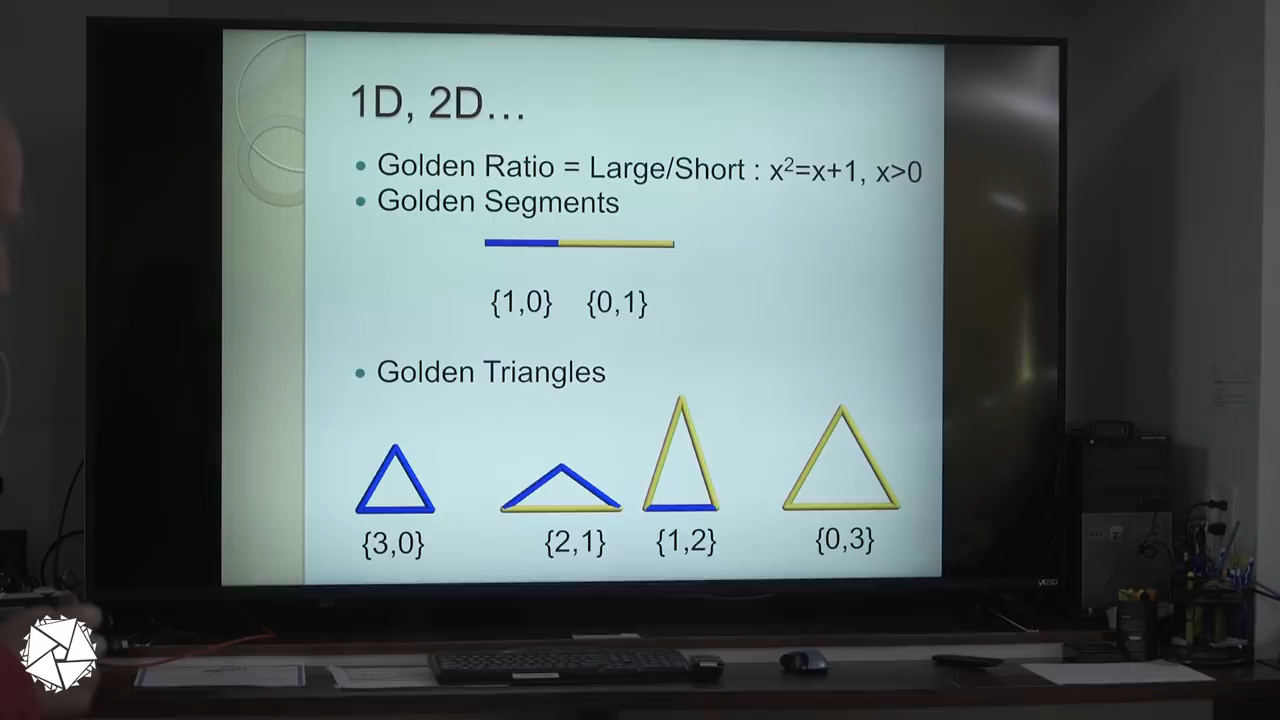 1D, 2D…
• Golden Ratio = Large/Short : x²=x+1, x>0
• Golden Segments
{1,0} {0,1}
• Golden Triangles
{3,0} {2,1} {1,2} {0,3}
VIZIO